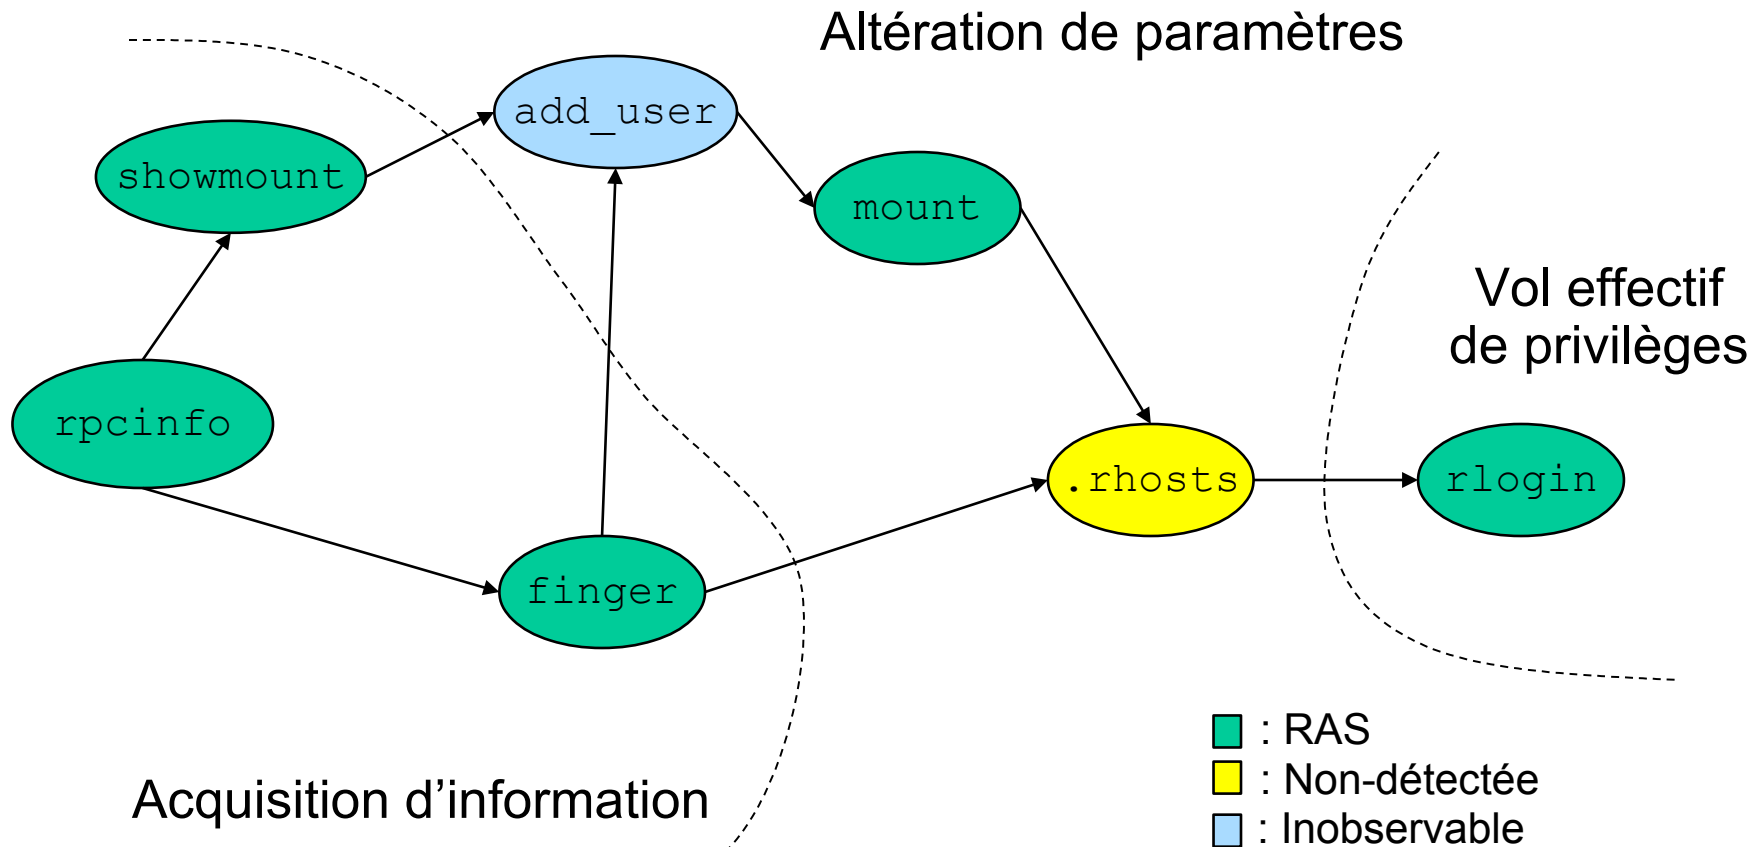 Altération de paramètres
add_user
showmount
mount
Vol effectif
de privilèges
rpcinfo
.rhosts
rlogin
finger
: RAS
: Non-détectée
: Inobservable
Acquisition d’information